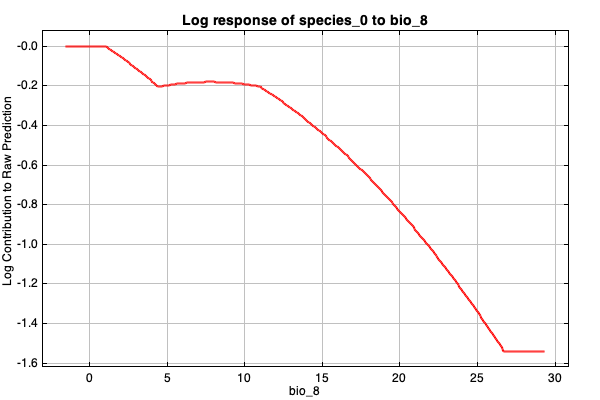 Log response of species_0 to bio_8
Log Contribution to Raw Prediction
-0.0
-0.2
-0.4
-0.6
-0.8
-1.0
-1.2
-1.4
-1.6
0 5 10 15 20 25 30
bio_8